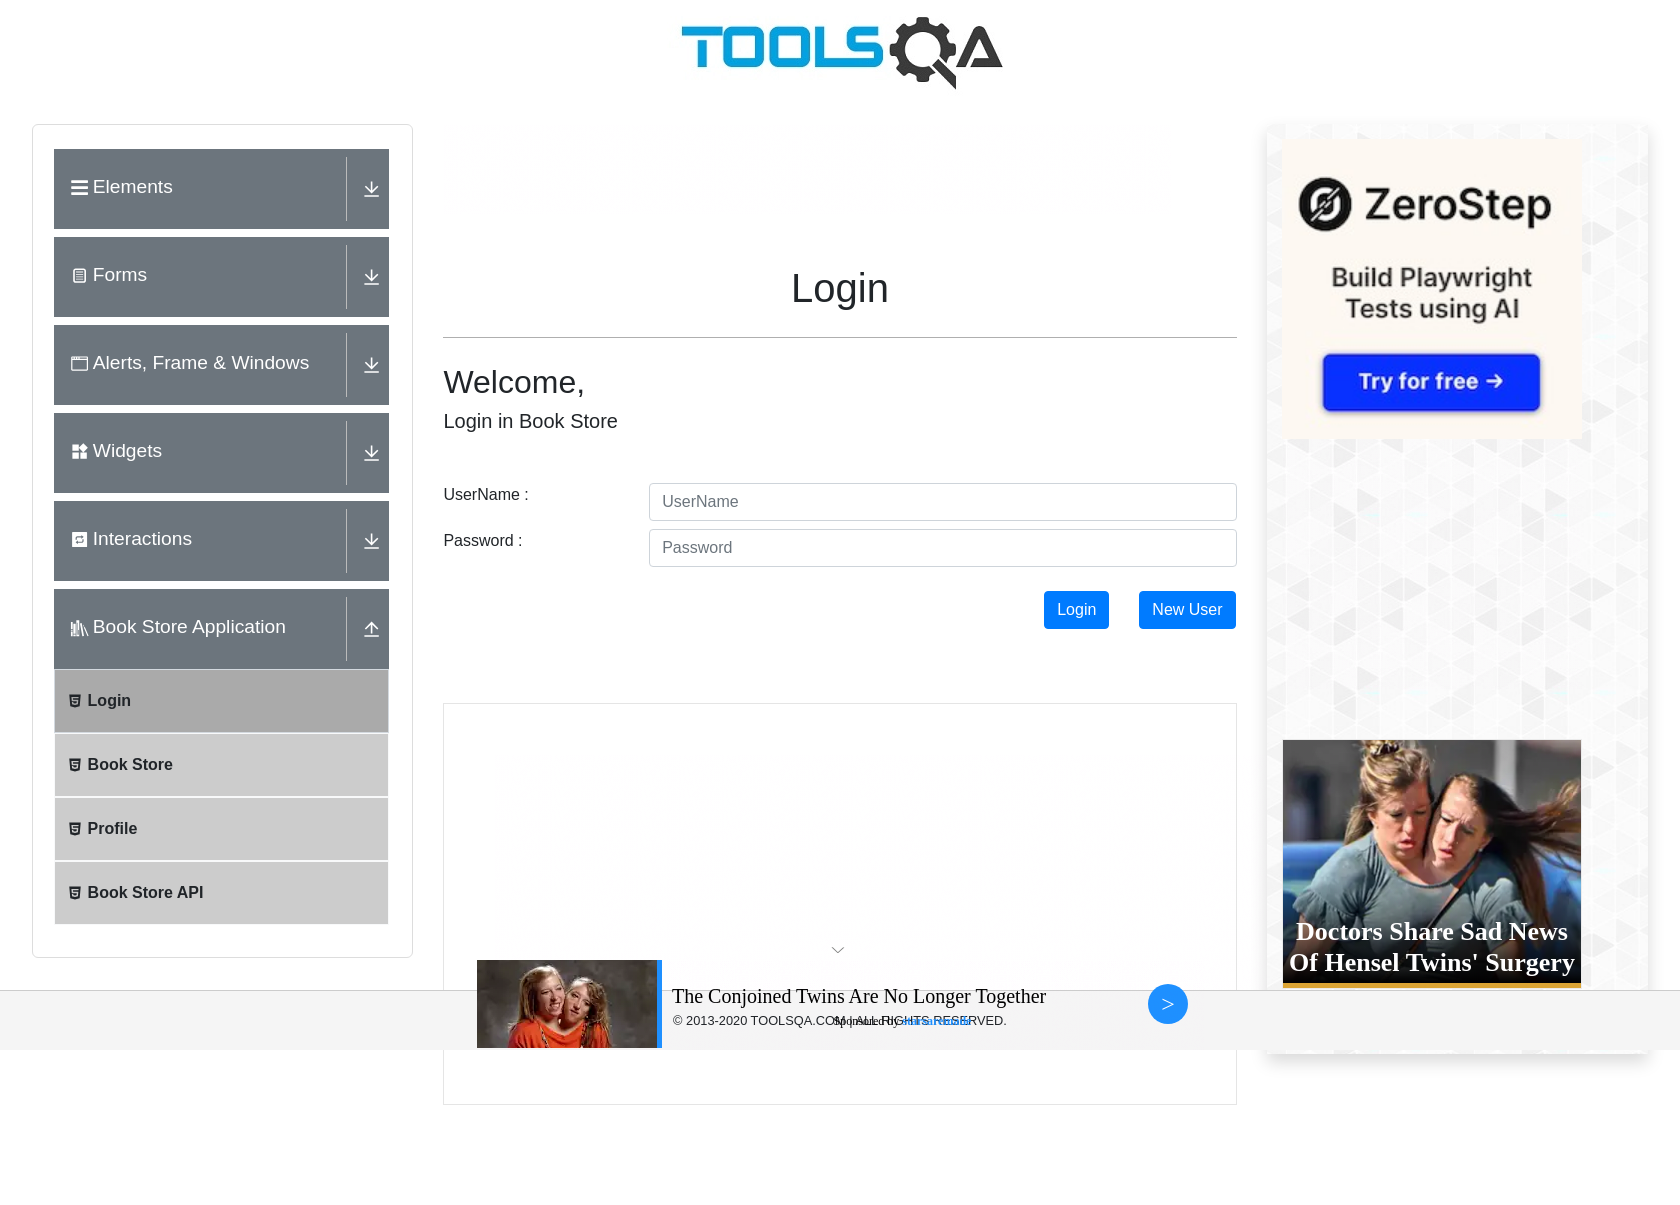 TOOLSQA
Elements
Forms
Alerts, Frame & Windows
Widgets
Interactions
Book Store Application
Login
Book Store
Profile
Book Store API
Login
Welcome,
Login in Book Store
UserName :
UserName
Password :
Password
Login
New User
ZeroStep
Build Playwright
Tests using AI
Try for free →
Doctors Share Sad News
Of Hensel Twins' Surgery
The Conjoined Twins Are No Longer Together
>
© 2013-2020 TOOLSQA.COM | ALL RIGHTS RESERVED.
Sponsored by